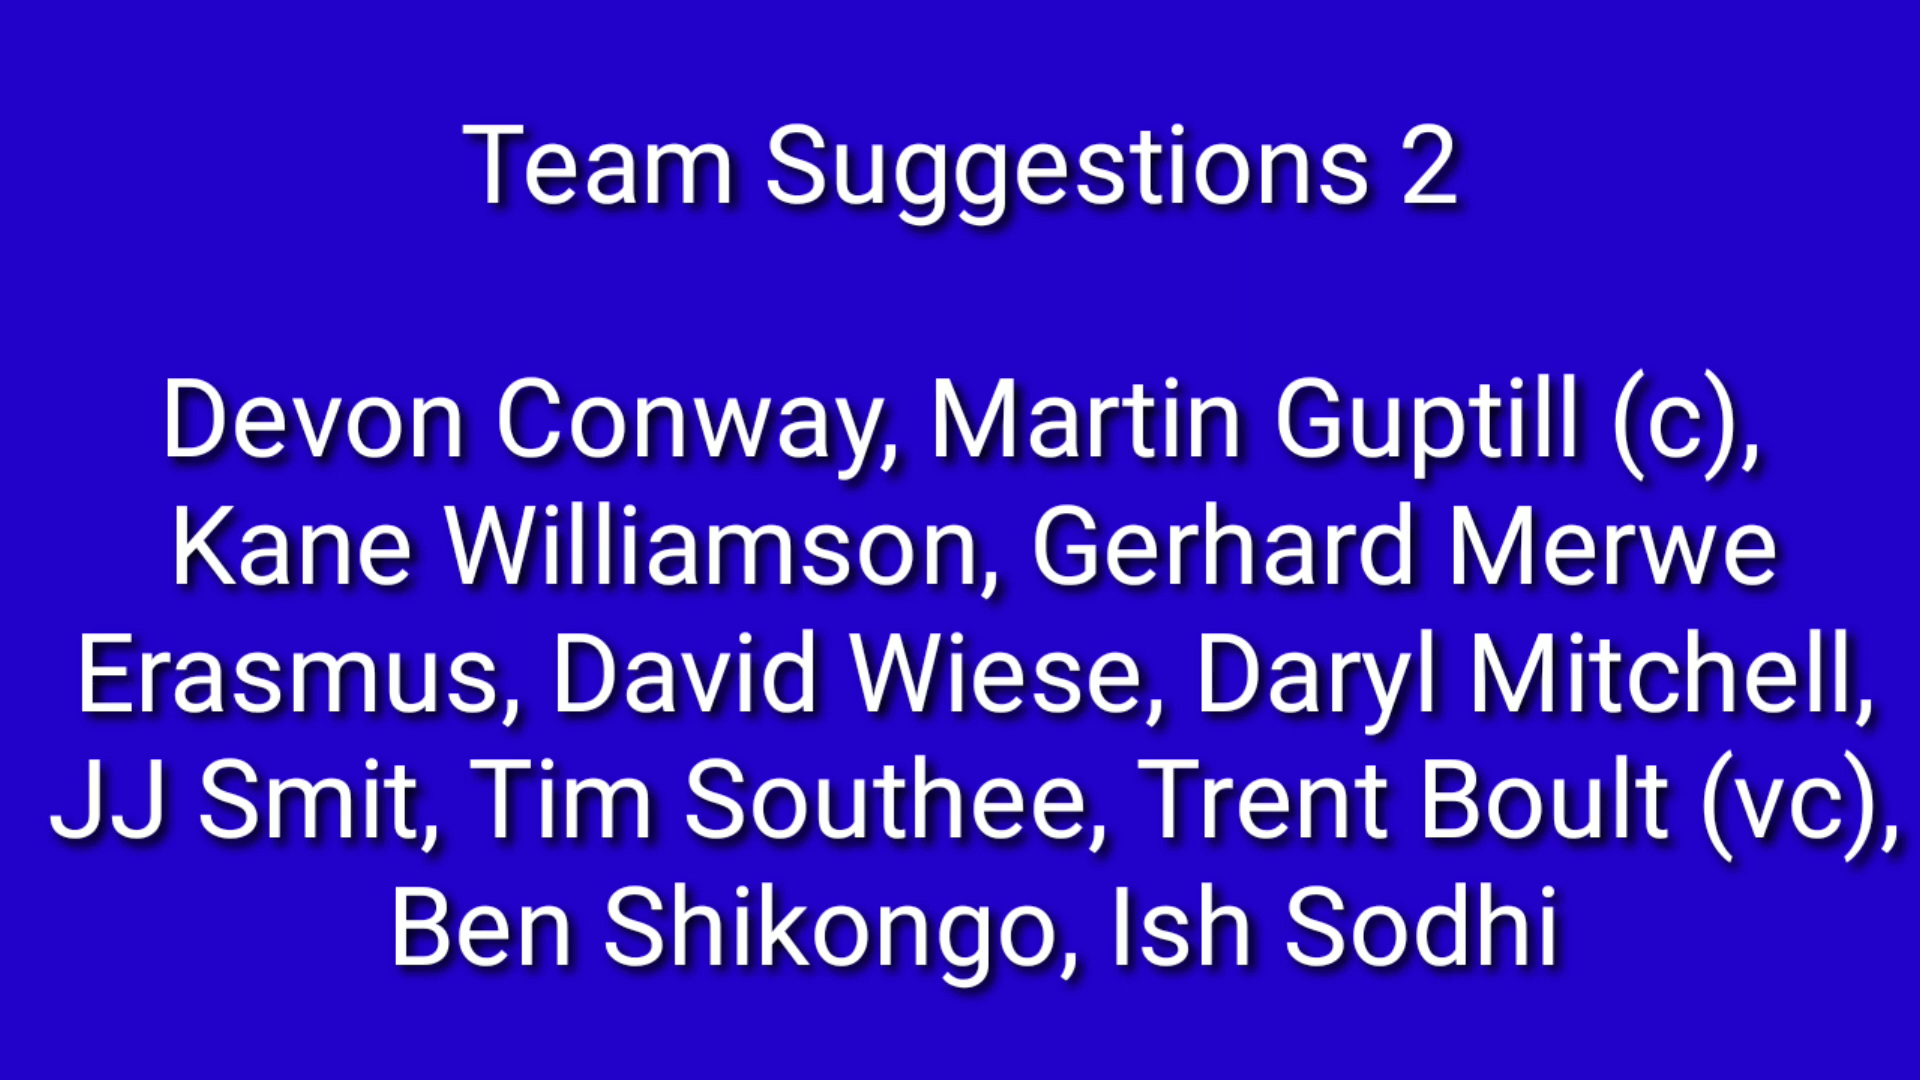 Team Suggestions 2
Devon Conway, Martin Guptill (c),
Kane Williamson, Gerhard Merwe
Erasmus, David Wiese, Daryl Mitchell,
JJ Smit, Tim Southee, Trent Boult (vc),
Ben Shikongo, Ish Sodhi